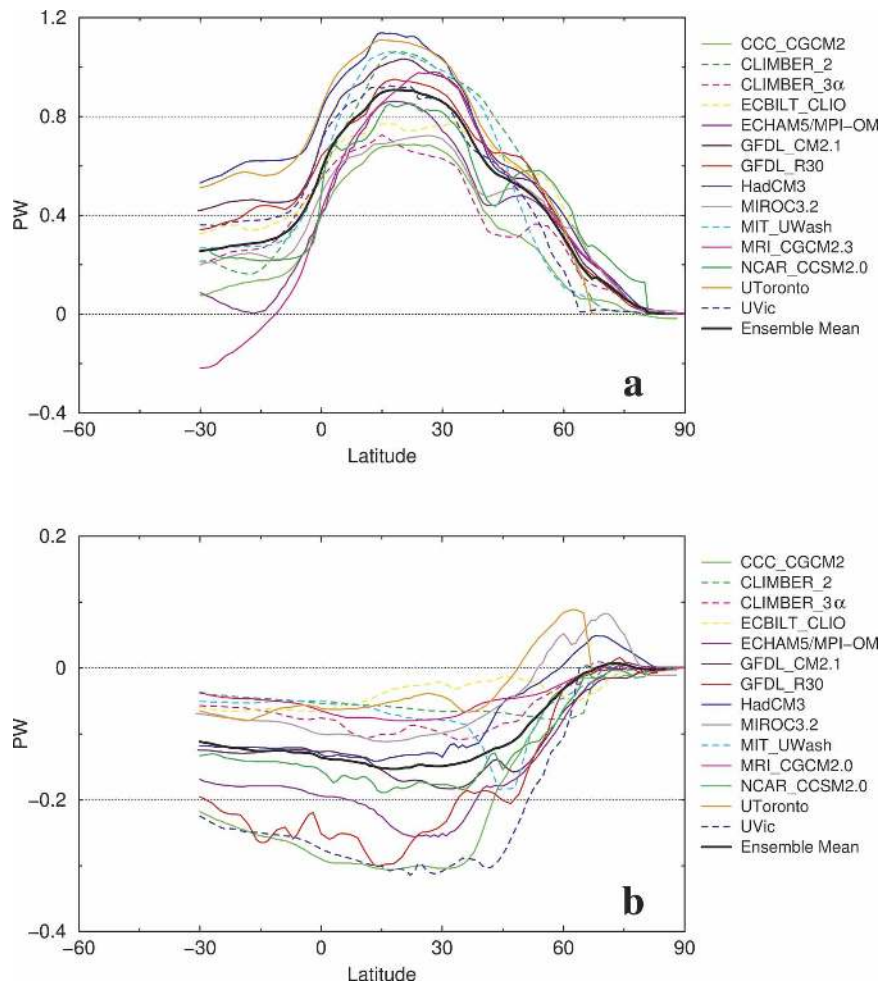 1.2
0.8
0.4
0
−0.4
PW
−60
−30
0
30
60
90
Latitude
a
CCC_CGCM2
CLIMBER_2
CLIMBER_3α
ECBILT_CLIO
ECHAM5/MPI−OM
GFDL_CM2.1
GFDL_R30
HadCM3
MIROC3.2
MIT_UWash
MRI_CGCM2.3
NCAR_CCSM2.0
UToronto
UVic
Ensemble Mean
0.2
0
−0.2
−0.4
PW
−60
−30
0
30
60
90
Latitude
b
CCC_CGCM2
CLIMBER_2
CLIMBER_3α
ECBILT_CLIO
ECHAM5/MPI−OM
GFDL_CM2.1
GFDL_R30
HadCM3
MIROC3.2
MIT_UWash
MRI_CGCM2.0
NCAR_CCSM2.0
UToronto
UVic
Ensemble Mean